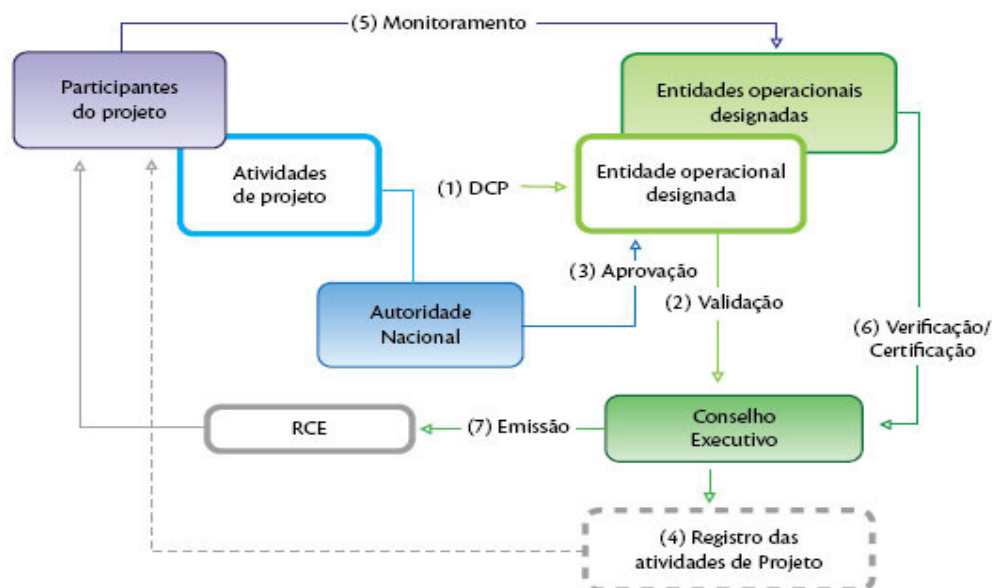 (5) Monitoramento
Participantes
do projeto
Entidades operacionais
designadas
Atividades
de projeto
(1) DCP
Entidade operacional
designada
(3) Aprovação
(2) Validação
Autoridade
Nacional
(6) Verificação/
Certificação
RCE
(7) Emissão
Conselho
Executivo
(4) Registro das
atividades de Projeto